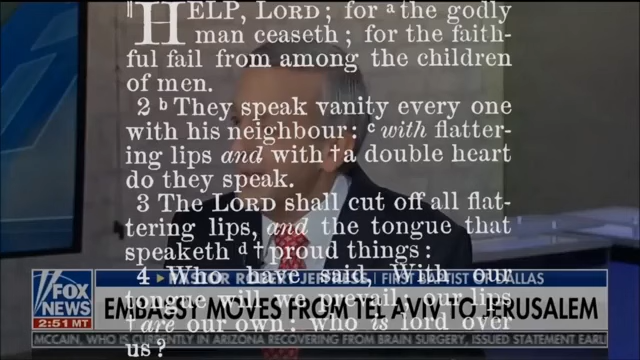 "HELP, LORD; for ᵃ the godly
man ceaseth; for the faith-
ful fail from among the children
of men.
2 ᵇ They speak vanity every one
with his neighbour: ᶜ with flatter-
ing lips and with † a double heart
do they speak.
3 The LORD shall cut off all flat-
tering lips, and the tongue that
speaketh ᵈ † proud things:
4 Who have said, With our
tongue will we prevail; our lips
† are our own: who is lord over
us?
PASTOR ROBERT JEFFRESS | FIRST BAPTIST OF DALLAS
EMBASSY MOVES FROM TEL AVIV TO JERUSALEM
FOX
NEWS
2:51 MT
MCCAIN, WHO IS CURRENTLY IN ARIZONA RECOVERING FROM BRAIN SURGERY, ISSUED STATEMENT EARLI